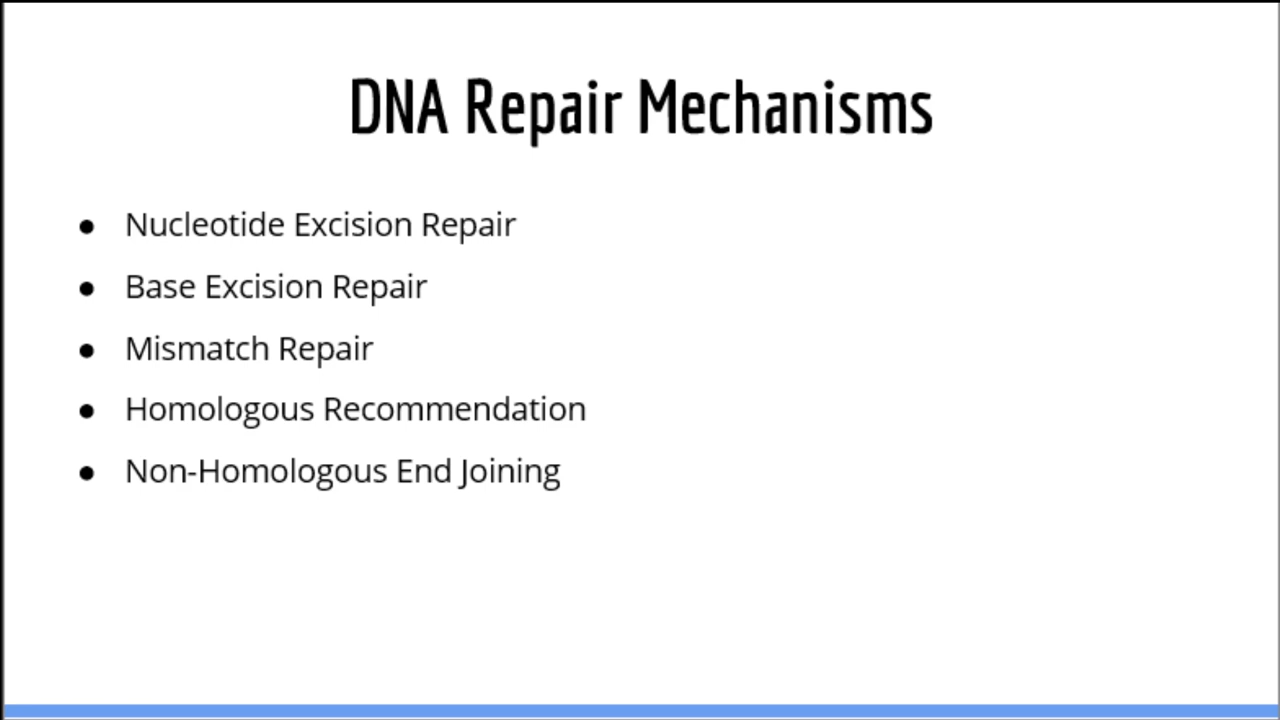 DNA Repair Mechanisms
● Nucleotide Excision Repair
● Base Excision Repair
● Mismatch Repair
● Homologous Recommendation
● Non-Homologous End Joining